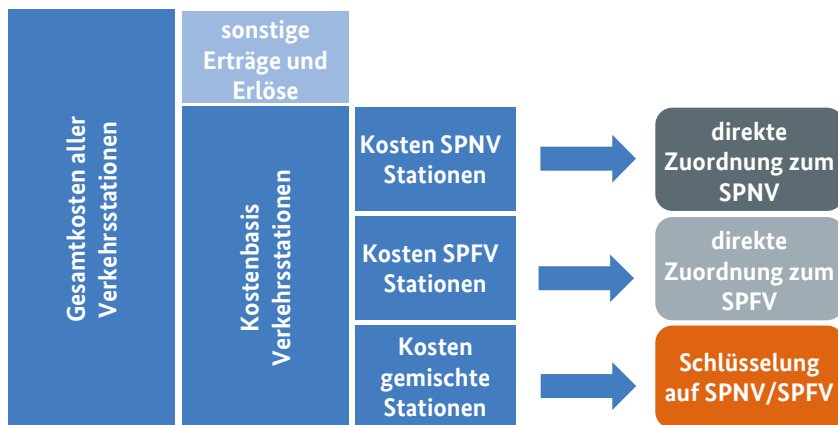 Gesamtkosten aller
Verkehrsstationen
sonstige
Erträge und
Erlöse
Kostenbasis
Verkehrsstationen
Kosten SPNV
Stationen
direkte
Zuordnung zum
SPNV
Kosten SPFV
Stationen
direkte
Zuordnung zum
SPFV
Kosten
gemischte
Stationen
Schlüsselung
auf SPNV/SPFV